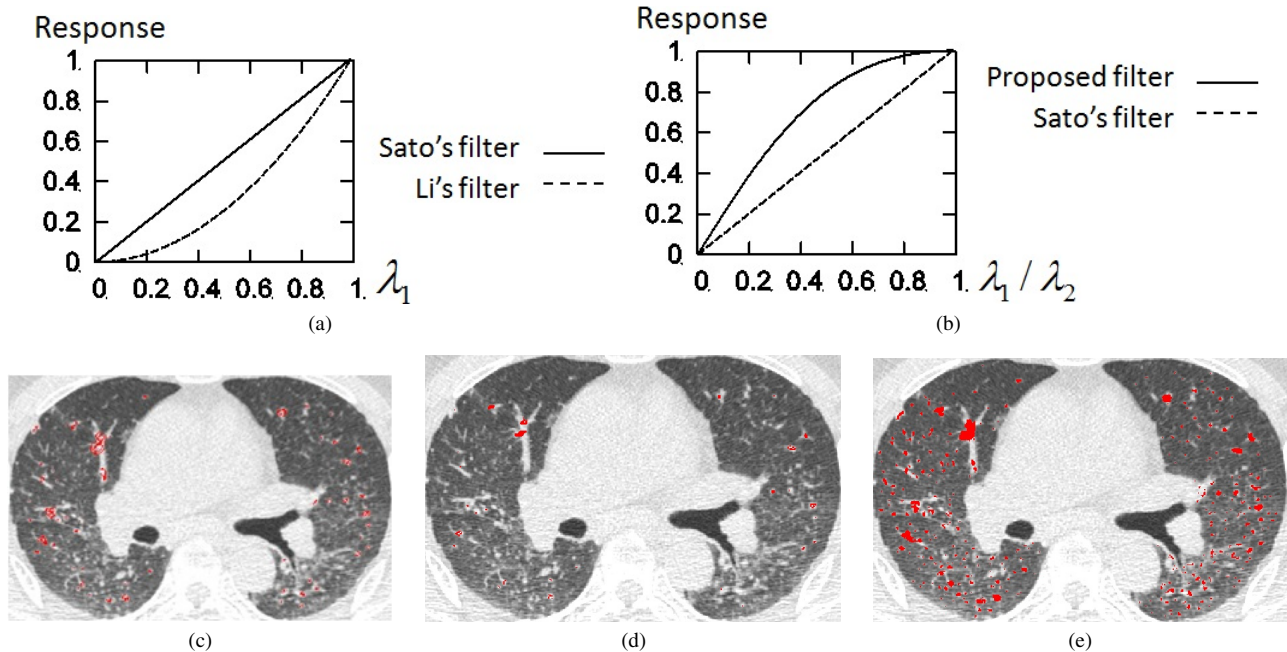 Response
1.
0.8
0.6
0.4
0.2
0.
0. 0.2 0.4 0.6 0.8 1. λ₁
Sato's filter
Li's filter
(a)
Response
1.
0.8
0.6
0.4
0.2
0.
0. 0.2 0.4 0.6 0.8 1. λ₁ / λ₂
Proposed filter
Sato's filter
(b)
(c)
(d)
(e)